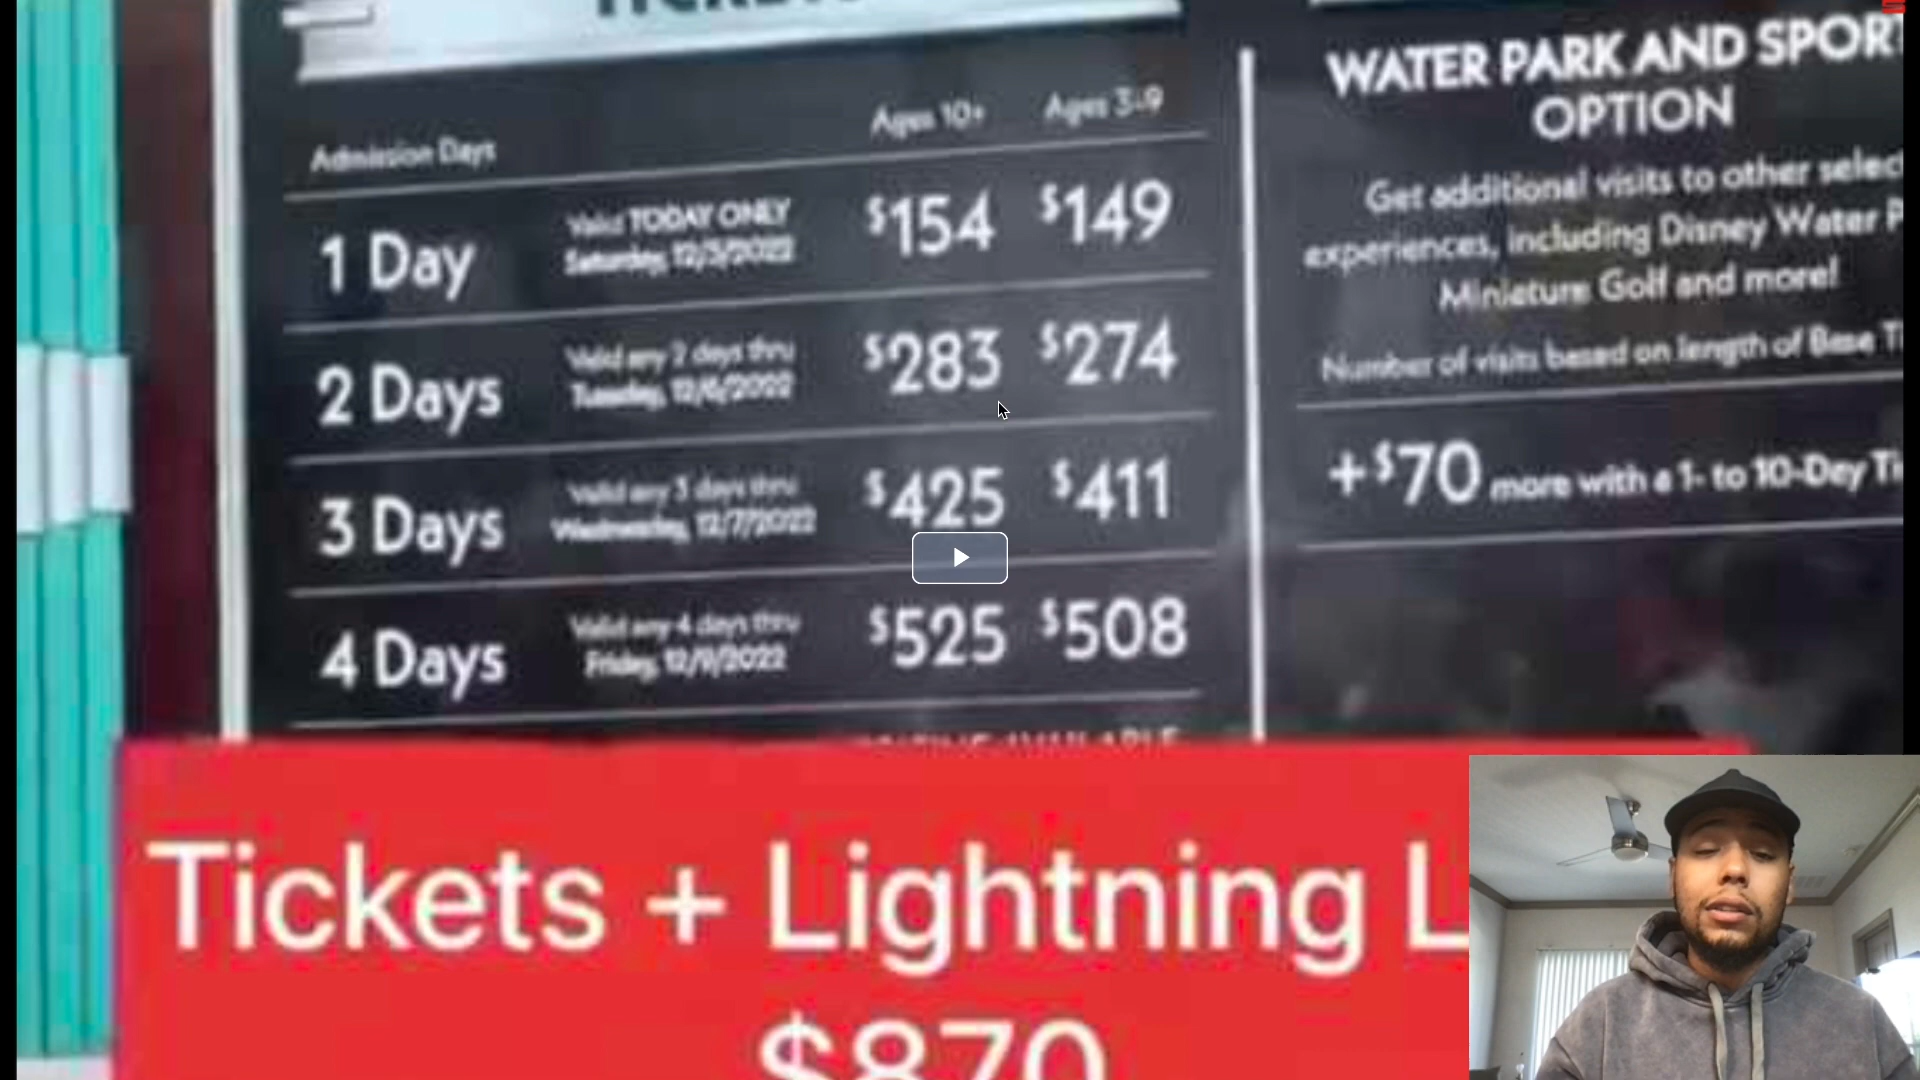 Ages 10+ Ages 3-9
Admission Days
1 Day Valid TODAY ONLY $154 $149
Saturday, 12/3/2022
2 Days Valid any 2 days thru $283 $274
Tuesday, 12/6/2022
3 Days Valid any 3 days thru $425 $411
Wednesday, 12/7/2022
4 Days Valid any 4 days thru $525 $508
Friday, 12/9/2022
WATER PARK AND SPORT
OPTION
Get additional visits to other select
experiences, including Disney Water P
Miniature Golf and more!
Number of visits based on length of Base Ti
+$70 more with a 1- to 10-Day Ti
Tickets + Lightning L
$870